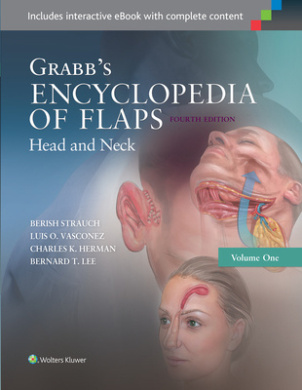 Includes interactive eBook with complete content
GRABB'S
ENCYCLOPEDIA
OF FLAPS FOURTH EDITION
Head and Neck
BERISH STRAUCH
LUIS O. VASCONEZ
CHARLES K. HERMAN
BERNARD T. LEE
Volume One
Wolters Kluwer